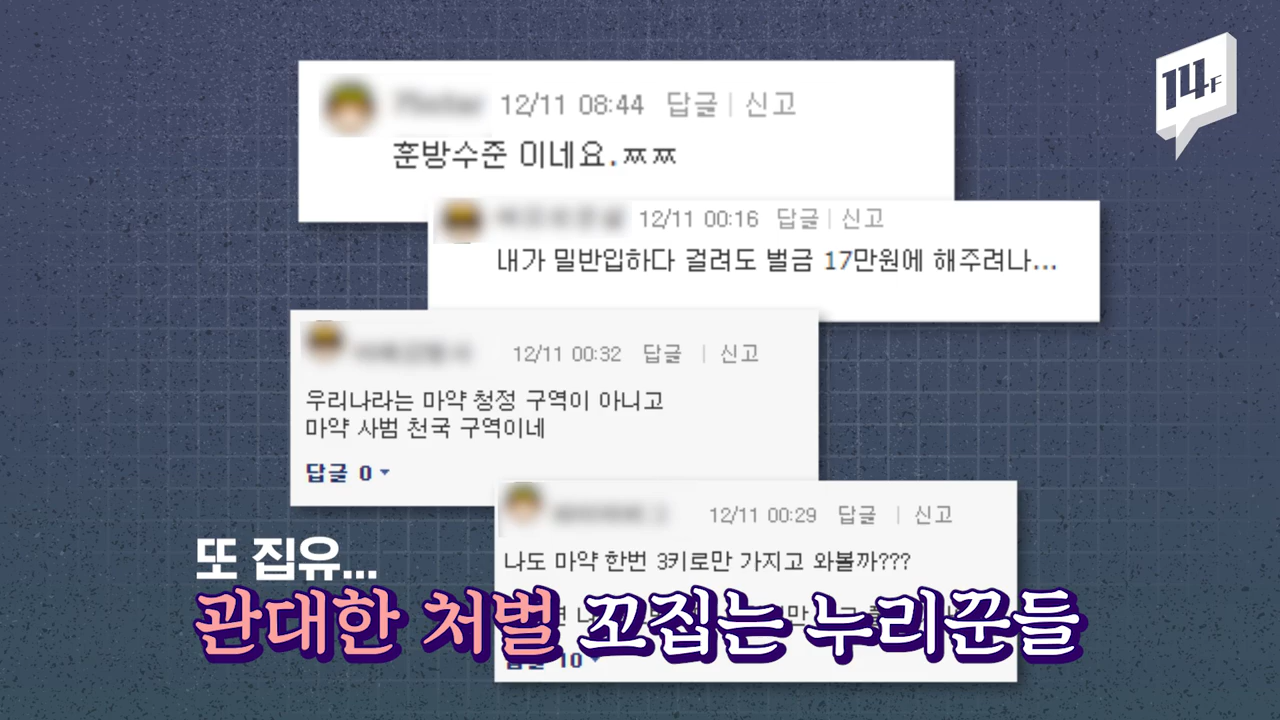 14F
12/11 08:44 답글 | 신고
훈방수준 이네요.ㅉㅉ
12/11 00:16 답글 | 신고
내가 밀반입하다 걸려도 벌금 17만원에 해주려나...
12/11 00:32 답글 | 신고
우리나라는 마약 청정 구역이 아니고
마약 사범 천국 구역이네
답글 0
12/11 00:29 답글 | 신고
나도 마약 한번 3키로만 가지고 와볼까???
답글 10
또 집유...
관대한 처벌 꼬집는 누리꾼들